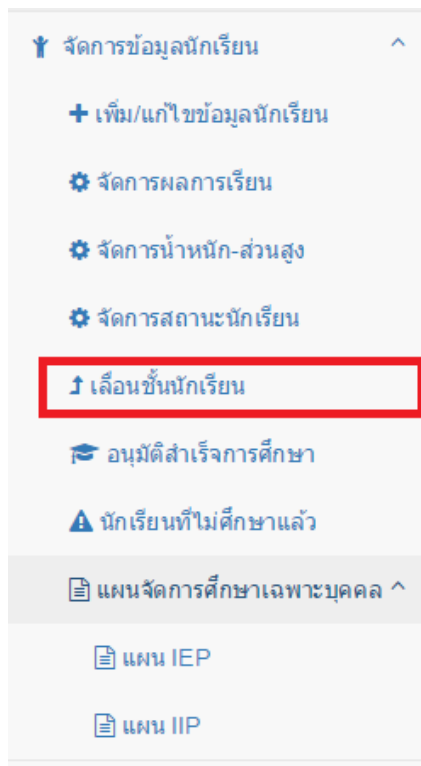 จัดการข้อมูลนักเรียน
เพิ่ม/แก้ไขข้อมูลนักเรียน
จัดการผลการเรียน
จัดการน้ำหนัก-ส่วนสูง
จัดการสถานะนักเรียน
เลื่อนชั้นนักเรียน
อนุมัติสำเร็จการศึกษา
นักเรียนที่ไม่ศึกษาแล้ว
แผนจัดการศึกษาเฉพาะบุคคล
แผน IEP
แผน IIP